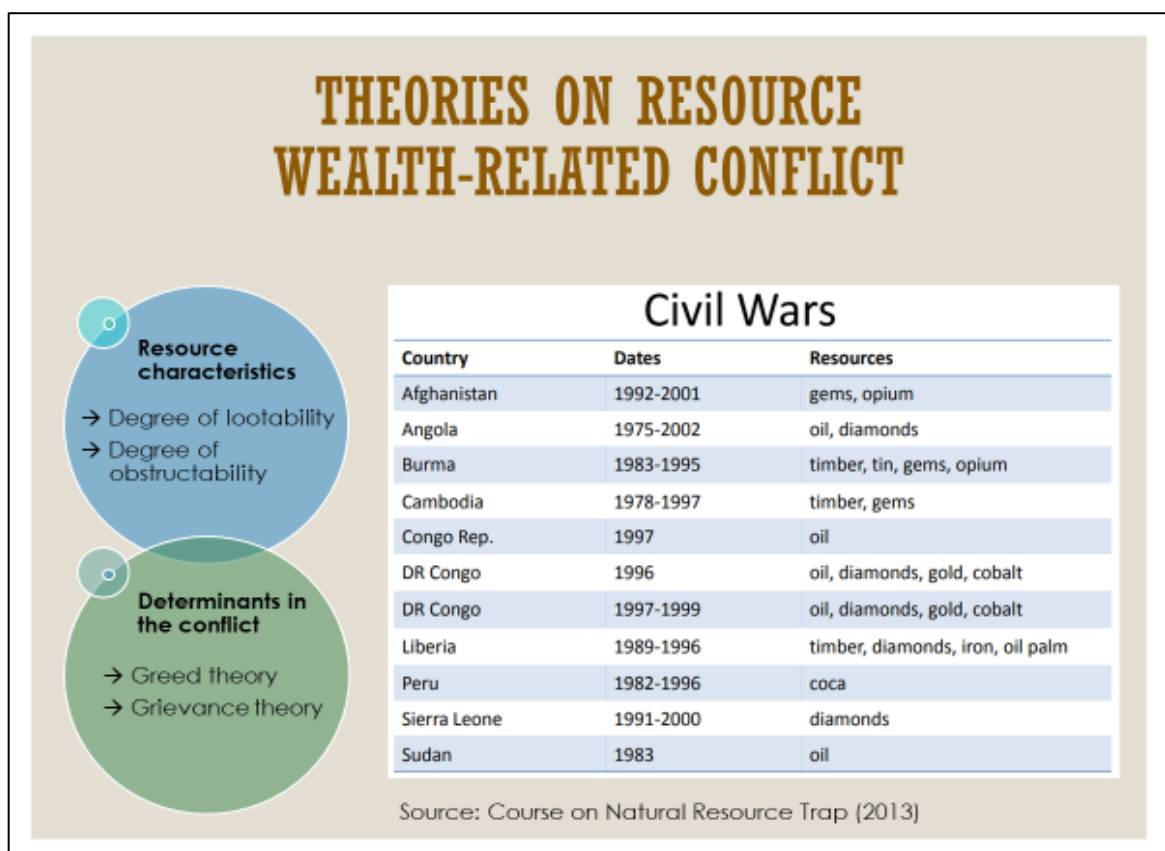 THEORIES ON RESOURCE
WEALTH-RELATED CONFLICT
Resource
characteristics
→ Degree of lootability
→ Degree of
obstructability
Determinants in
the conflict
→ Greed theory
→ Grievance theory
Civil Wars
Country Dates Resources
Afghanistan 1992-2001 gems, opium
Angola 1975-2002 oil, diamonds
Burma 1983-1995 timber, tin, gems, opium
Cambodia 1978-1997 timber, gems
Congo Rep. 1997 oil
DR Congo 1996 oil, diamonds, gold, cobalt
DR Congo 1997-1999 oil, diamonds, gold, cobalt
Liberia 1989-1996 timber, diamonds, iron, oil palm
Peru 1982-1996 coca
Sierra Leone 1991-2000 diamonds
Sudan 1983 oil
Source: Course on Natural Resource Trap (2013)